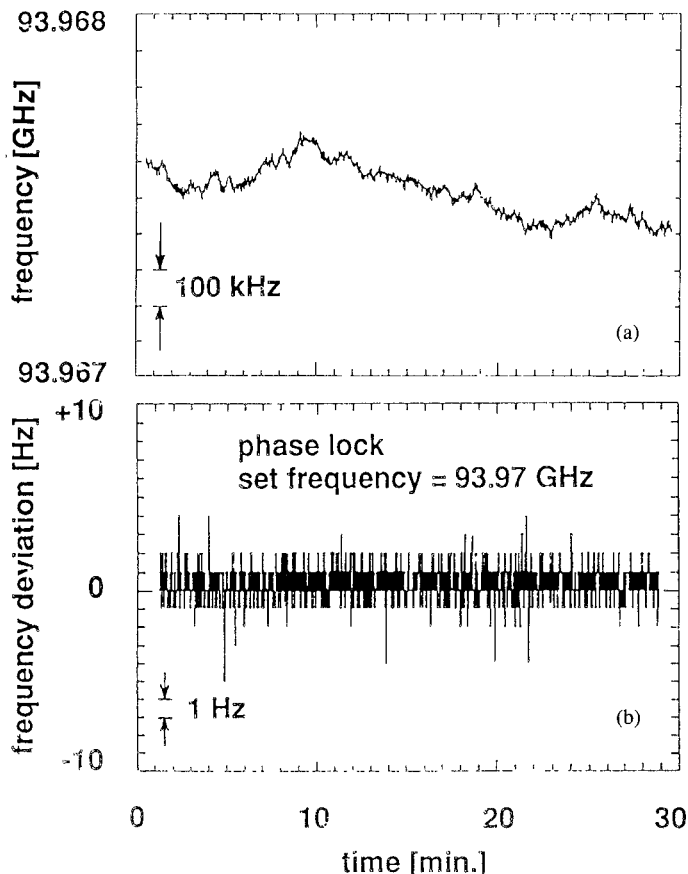 93.968
frequency [GHz]
100 kHz
(a)
93.967
+10
frequency deviation [Hz]
phase lock
set frequency = 93.97 GHz
0
1 Hz
(b)
-10
0 10 20 30
time [min.]